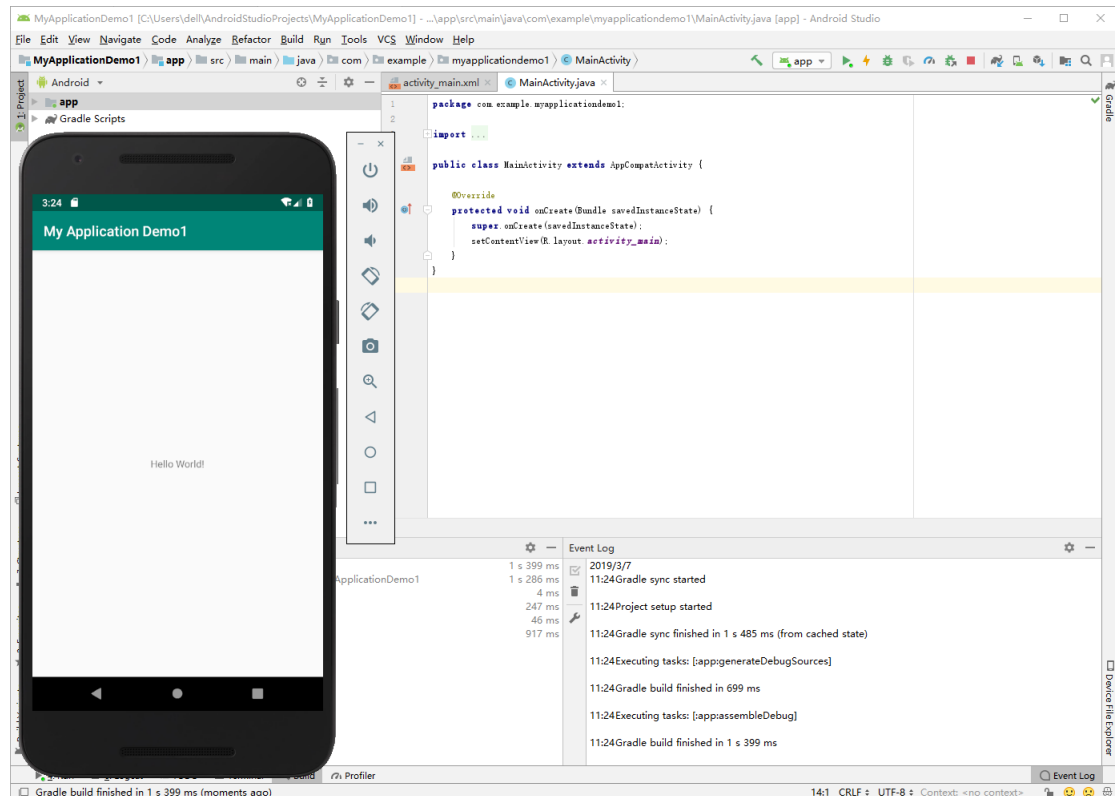 MyApplicationDemo1 [C:\Users\dell\AndroidStudioProjects\MyApplicationDemo1] - ...\app\src\main\java\com\example\myapplicationdemo1\MainActivity.java [app] - Android Studio
File Edit View Navigate Code Analyze Refactor Build Run Tools VCS Window Help
MyApplicationDemo1 app src main java com example myapplicationdemo1 MainActivity app
Android
activity_main.xml MainActivity.java
1: Project
app
Gradle Scripts
Gradle
1 package com.example.myapplicationdemo1;
2
import ...
public class MainActivity extends AppCompatActivity {
@Override
protected void onCreate(Bundle savedInstanceState) {
super.onCreate(savedInstanceState);
setContentView(R.layout.activity_main);
}
}
3:24
My Application Demo1
Hello World!
1 s 399 ms
ApplicationDemo1 1 s 286 ms
4 ms
247 ms
46 ms
917 ms
Event Log
2019/3/7
11:24Gradle sync started
11:24Project setup started
11:24Gradle sync finished in 1 s 485 ms (from cached state)
11:24Executing tasks: [:app:generateDebugSources]
11:24Gradle build finished in 699 ms
11:24Executing tasks: [:app:assembleDebug]
11:24Gradle build finished in 1 s 399 ms
Device File Explorer
Profiler
Event Log
Gradle build finished in 1 s 399 ms (moments ago)
14:1 CRLF UTF-8 Context: <no context>